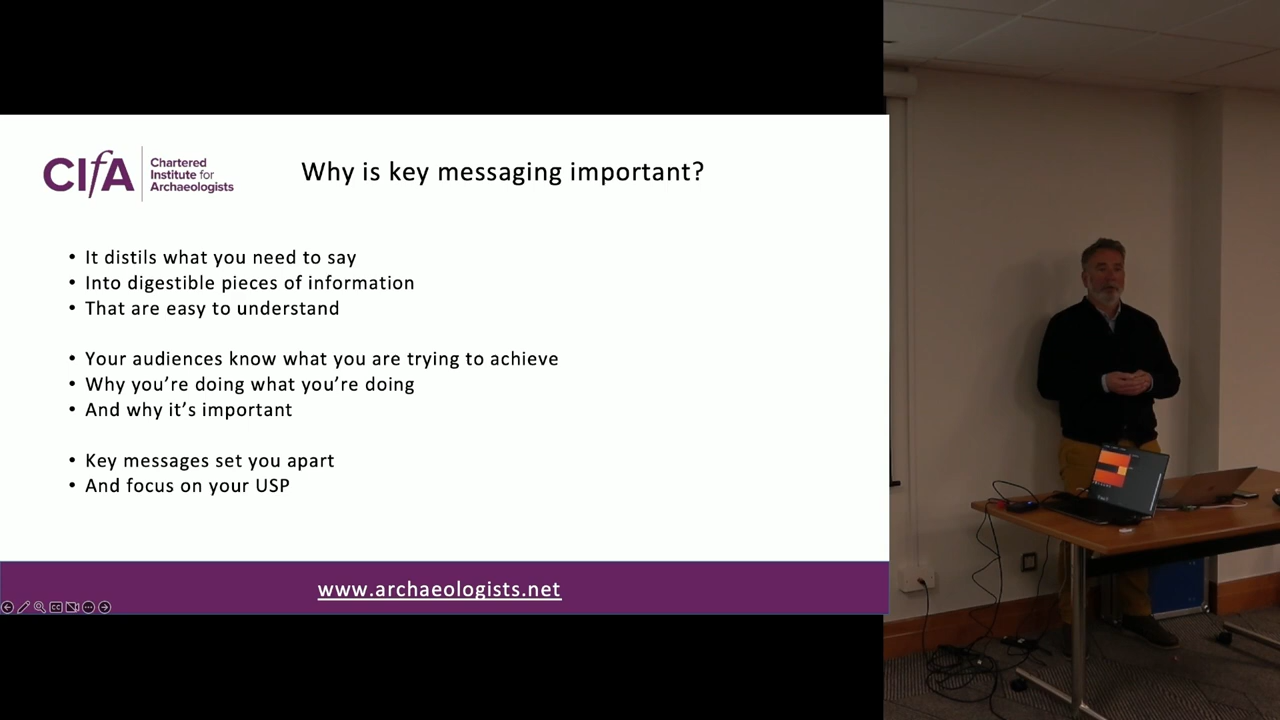 CIfA
Chartered
Institute for
Archaeologists
Why is key messaging important?
• It distils what you need to say
• Into digestible pieces of information
• That are easy to understand
• Your audiences know what you are trying to achieve
• Why you’re doing what you’re doing
• And why it’s important
• Key messages set you apart
• And focus on your USP
www.archaeologists.net